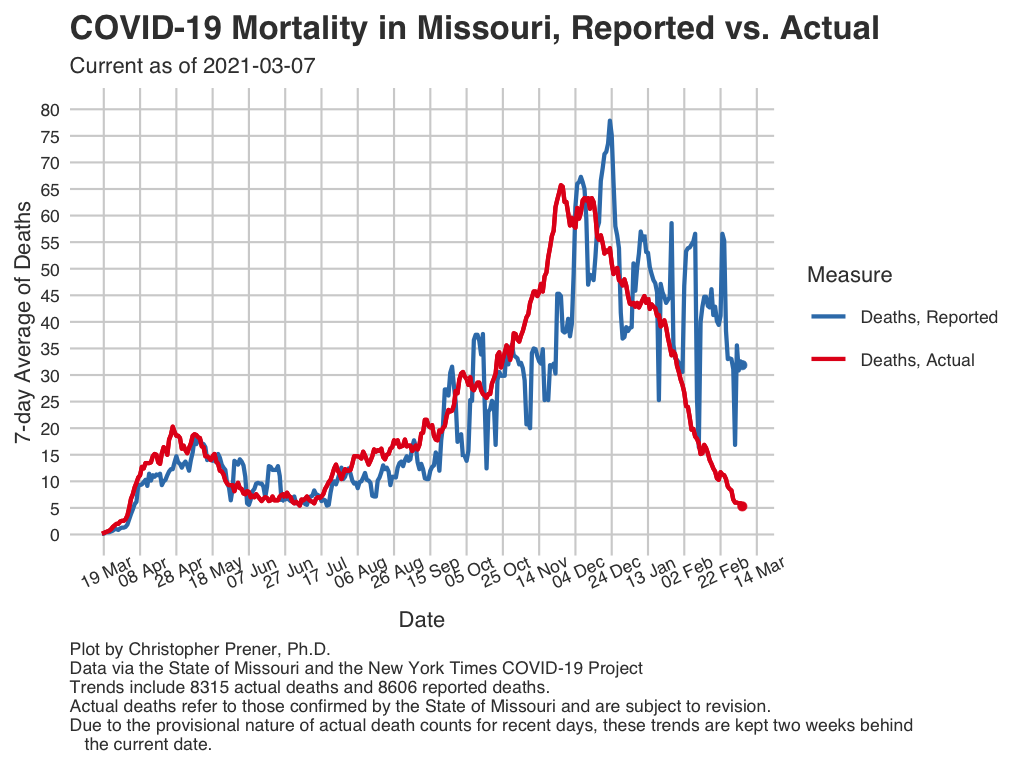 COVID-19 Mortality in Missouri, Reported vs. Actual
Current as of 2021-03-07
80
75
70
65
60
55
50
45
40
35
30
25
20
15
10
5
0
7-day Average of Deaths
19 Mar
08 Apr
28 Apr
18 May
07 Jun
27 Jun
17 Jul
06 Aug
26 Aug
15 Sep
05 Oct
25 Oct
14 Nov
04 Dec
24 Dec
13 Jan
02 Feb
22 Feb
14 Mar
Date
Measure
Deaths, Reported
Deaths, Actual
Plot by Christopher Prener, Ph.D.
Data via the State of Missouri and the New York Times COVID-19 Project
Trends include 8315 actual deaths and 8606 reported deaths.
Actual deaths refer to those confirmed by the State of Missouri and are subject to revision.
Due to the provisional nature of actual death counts for recent days, these trends are kept two weeks behind
the current date.